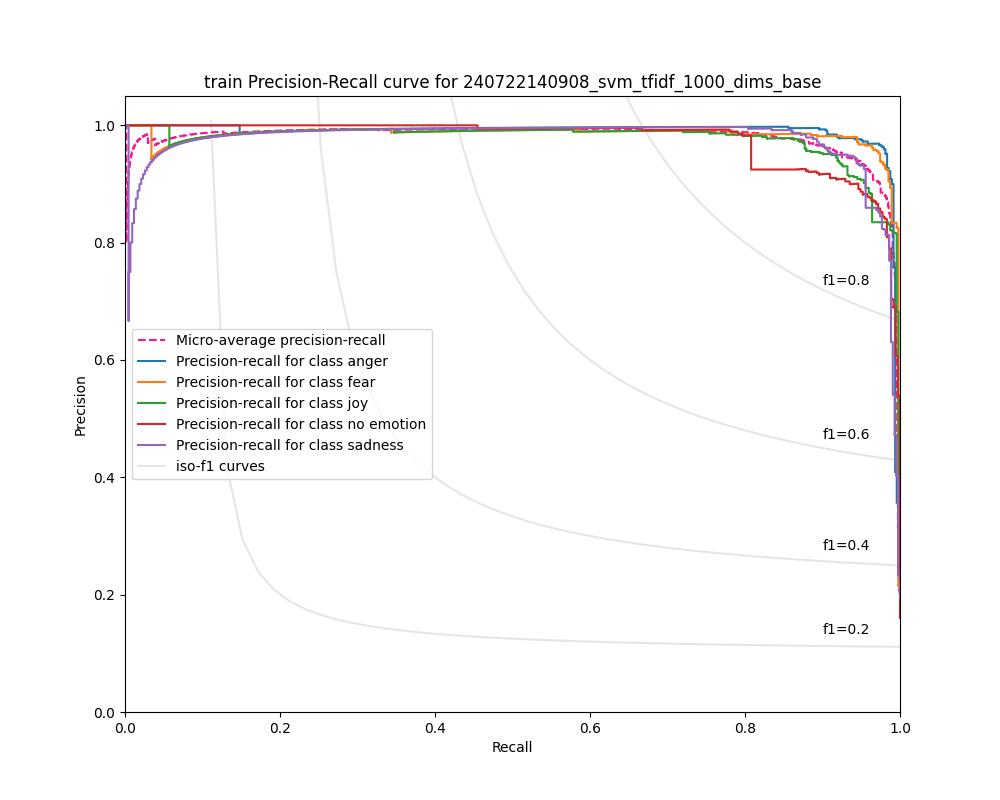 train Precision-Recall curve for 240722140908_svm_tfidf_1000_dims_base
1.0
0.8
0.6
0.4
0.2
0.0
Precision
f1=0.8
f1=0.6
f1=0.4
f1=0.2
Micro-average precision-recall
Precision-recall for class anger
Precision-recall for class fear
Precision-recall for class joy
Precision-recall for class no emotion
Precision-recall for class sadness
iso-f1 curves
0.0 0.2 0.4 0.6 0.8 1.0
Recall